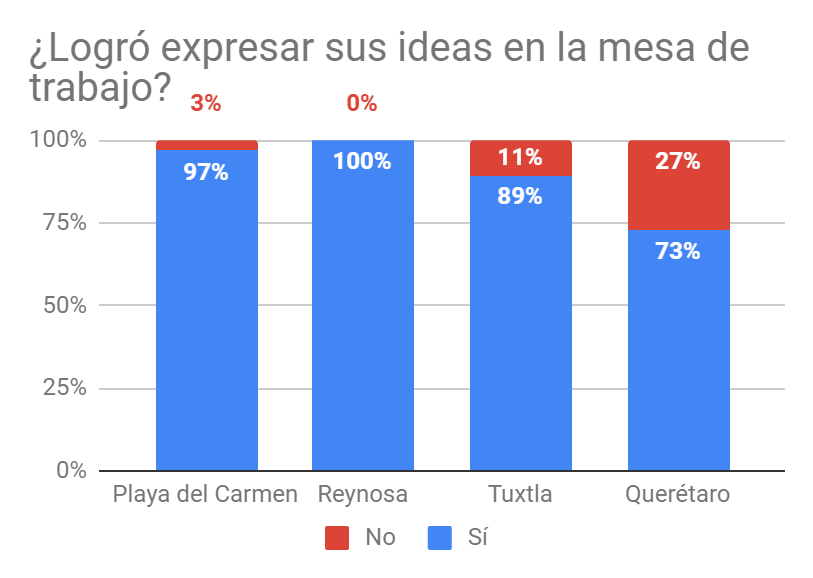 ¿Logró expresar sus ideas en la mesa de
trabajo?
3%
0%
100%
97%
100%
11%
27%
89%
75%
73%
50%
25%
0%
Playa del Carmen
Reynosa
Tuxtla
Querétaro
No
Sí